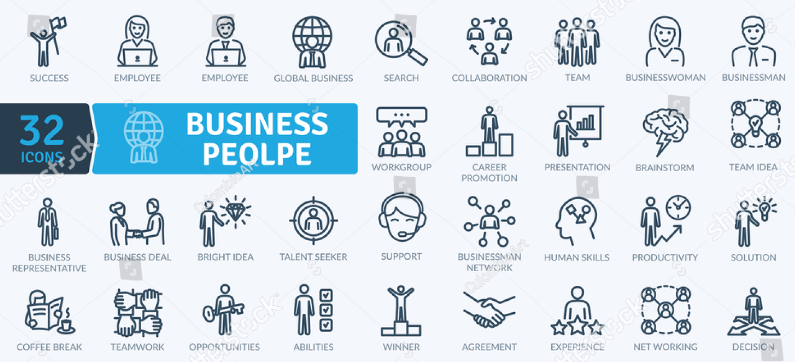 SUCCESS
EMPLOYEE
EMPLOYEE
GLOBAL BUSINESS
SEARCH
COLLABORATION
TEAM
BUSINESSWOMAN
BUSINESSMAN
32
ICONS
BUSINESS
PEOLPE
WORKGROUP
CAREER
PROMOTION
PRESENTATION
BRAINSTORM
TEAM IDEA
BUSINESS
REPRESENTATIVE
BUSINESS DEAL
BRIGHT IDEA
TALENT SEEKER
SUPPORT
BUSINESSMAN
NETWORK
HUMAN SKILLS
PRODUCTIVITY
SOLUTION
COFFEE BREAK
TEAMWORK
OPPORTUNITIES
ABILITIES
WINNER
AGREEMENT
EXPERIENCE
NET WORKING
DECISION